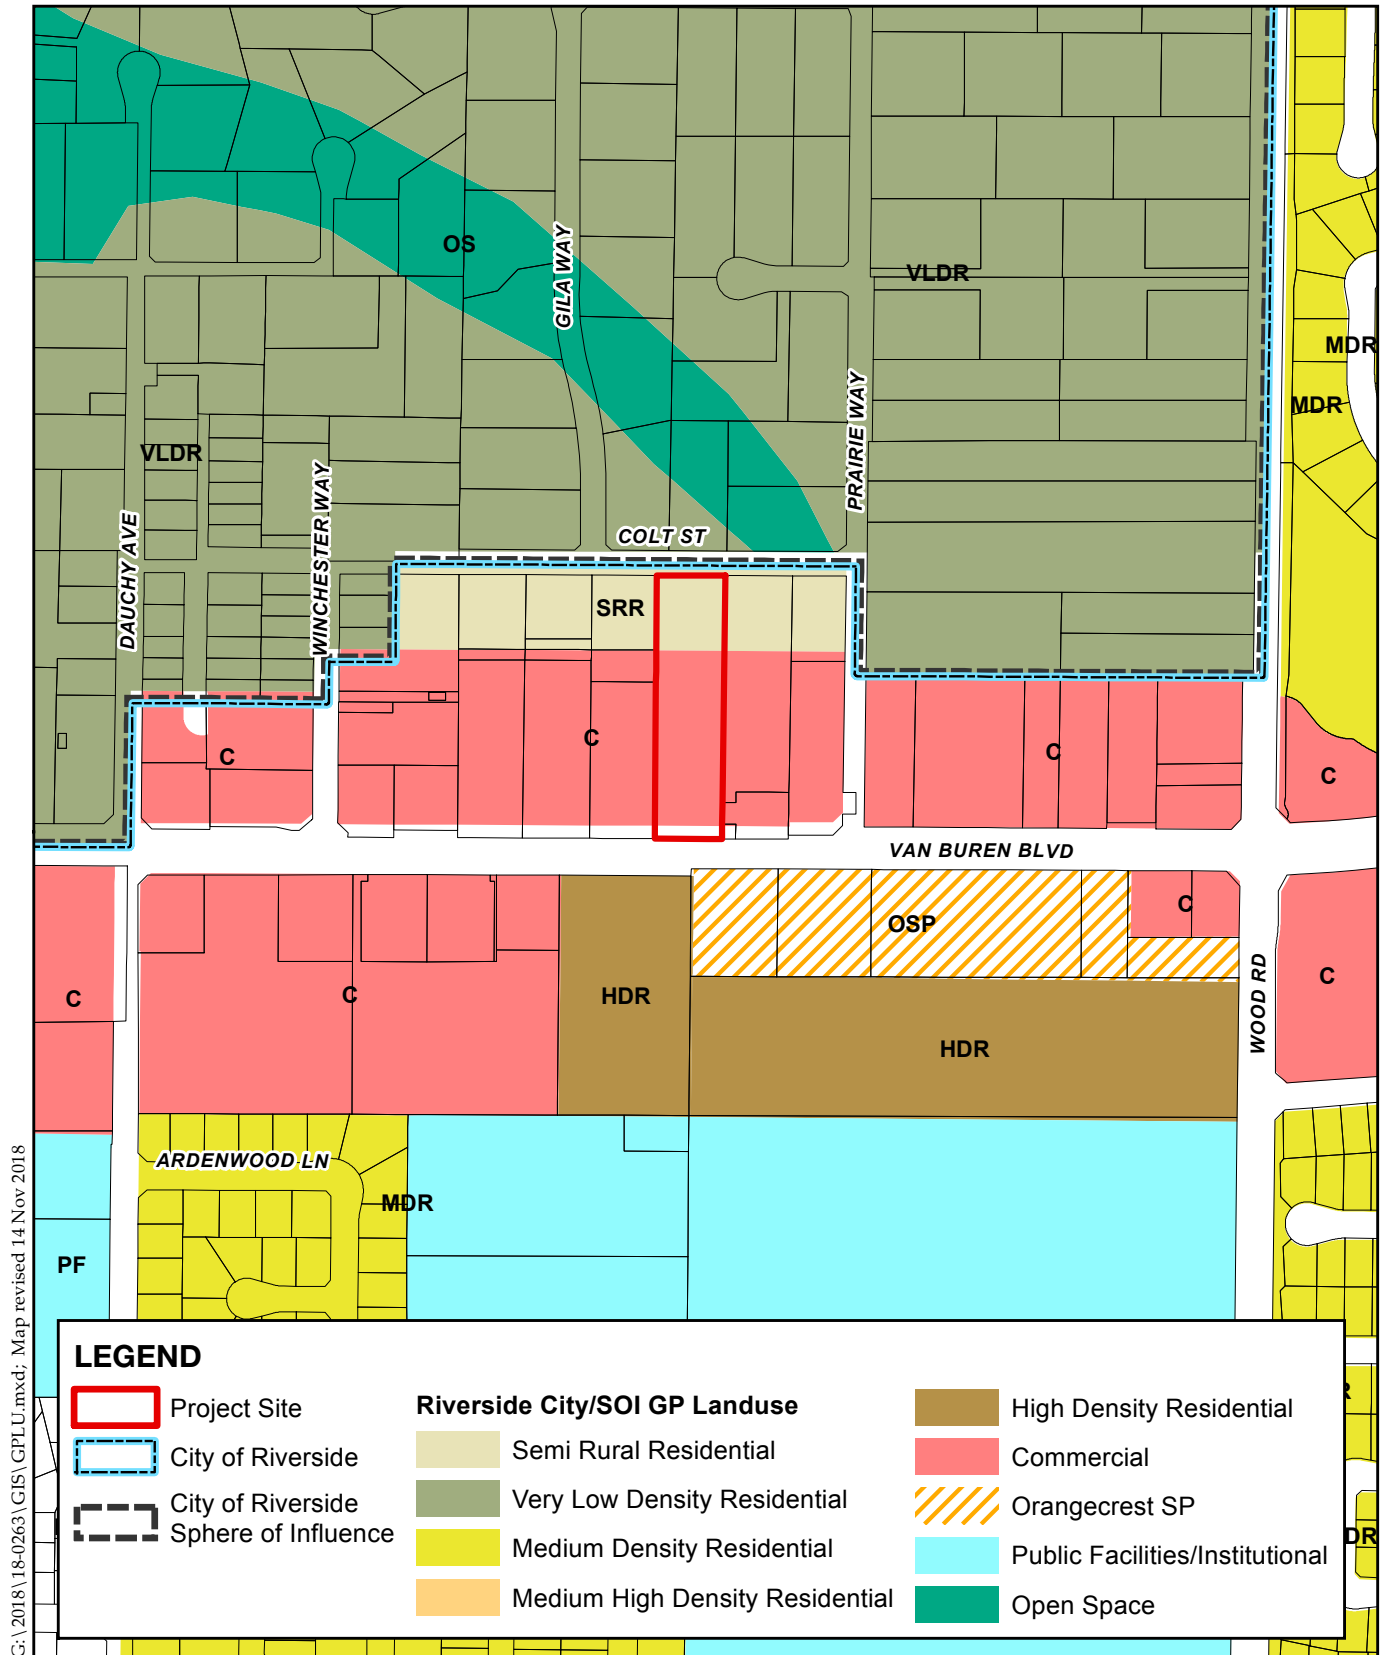 OS
GILA WAY
VLDR
MDR
MDR
VLDR
PRAIRIE WAY
WINCHESTER WAY
DAUCHY AVE
COLT ST
SRR
C
C
C
C
VAN BUREN BLVD
C
OSP
C
C
C
HDR
HDR
WOOD RD
ARDENWOOD LN
MDR
PF
LEGEND
Project Site
City of Riverside
City of Riverside
Sphere of Influence
Riverside City/SOI GP Landuse
Semi Rural Residential
Very Low Density Residential
Medium Density Residential
Medium High Density Residential
High Density Residential
Commercial
Orangecrest SP
Public Facilities/Institutional
Open Space
R
DR
G:\2018\18-0263\GIS\GPLU.mxd; Map revised 14 Nov 2018